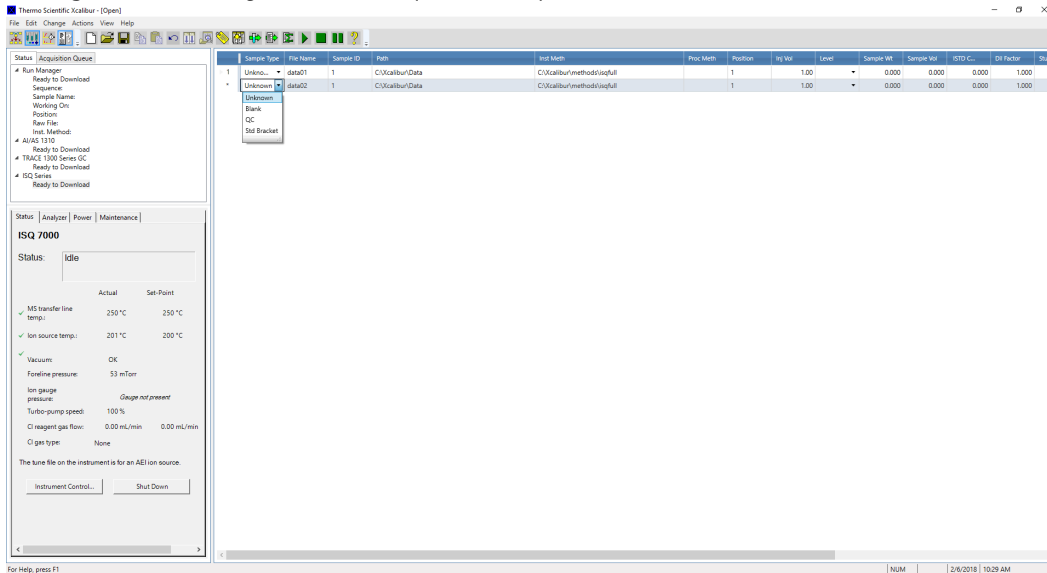 Thermo Scientific Xcalibur - [Open]
File Edit Change Actions View Help
Status Acquisition Queue
Run Manager
Ready to Download
Sequence:
Sample Name:
Working On:
Position:
Raw File:
Inst. Method:
AI/AS 1310
Ready to Download
TRACE 1300 Series GC
Ready to Download
ISQ Series
Ready to Download
Status Analyzer Power Maintenance
ISQ 7000
Status: Idle
Actual Set-Point
MS transfer line temp.: 250 °C 250 °C
Ion source temp.: 201 °C 200 °C
Vacuum: OK
Foreline pressure: 53 mTorr
Ion gauge pressure: Gauge not present
Turbo-pump speed: 100 %
CI reagent gas flow: 0.00 mL/min 0.00 mL/min
CI gas type: None
The tune file on the instrument is for an AEI ion source.
Instrument Control... Shut Down
Sample Type File Name Sample ID Path Inst Meth Proc Meth Position Inj Vol Level Sample Wt Sample Vol ISTD C... Dil Factor
1 Unkno... data01 1 C:\Xcalibur\Data C:\Xcalibur\methods\isqfull 1 1.00 0.000 0.000 0.000 1.000
* Unknown data02 1 C:\Xcalibur\Data C:\Xcalibur\methods\isqfull 1 1.00 0.000 0.000 0.000 1.000
Unknown
Blank
QC
Std Bracket
For Help, press F1
NUM 2/6/2018 10:29 AM